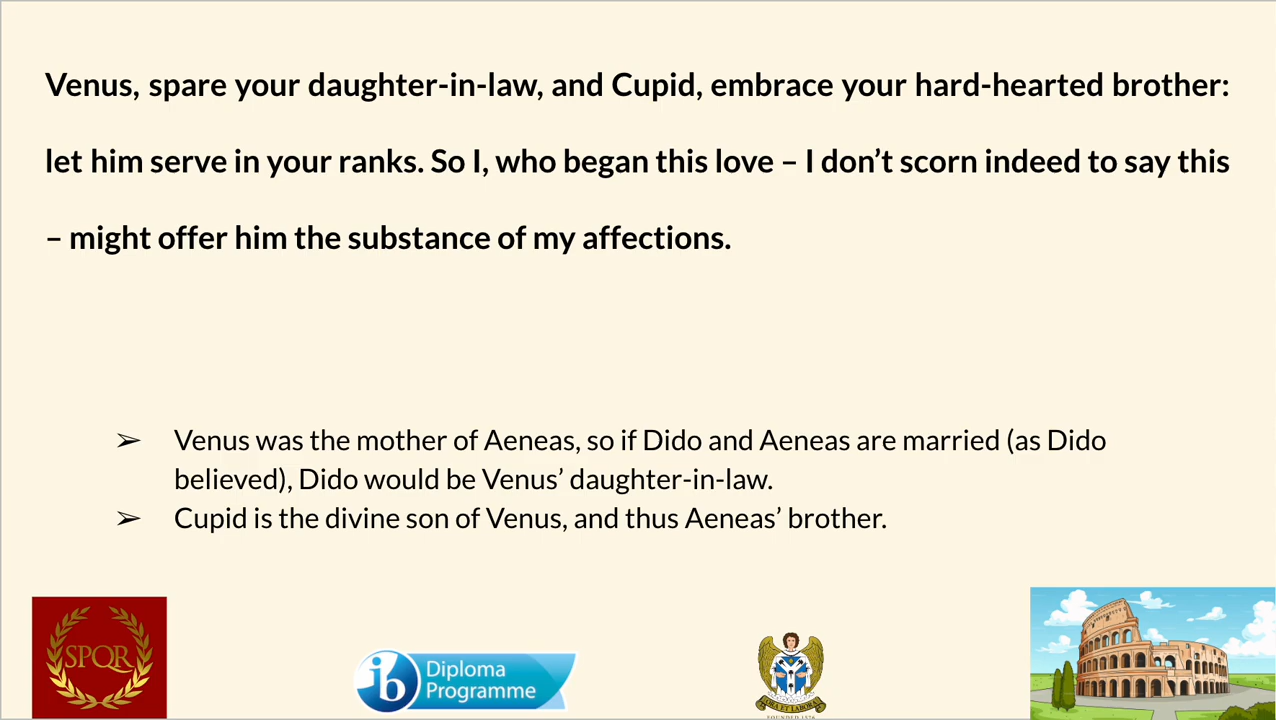 Venus, spare your daughter-in-law, and Cupid, embrace your hard-hearted brother:
let him serve in your ranks. So I, who began this love – I don’t scorn indeed to say this
– might offer him the substance of my affections.
➢ Venus was the mother of Aeneas, so if Dido and Aeneas are married (as Dido
believed), Dido would be Venus’ daughter-in-law.
➢ Cupid is the divine son of Venus, and thus Aeneas’ brother.
SPQR
ib Diploma
Programme